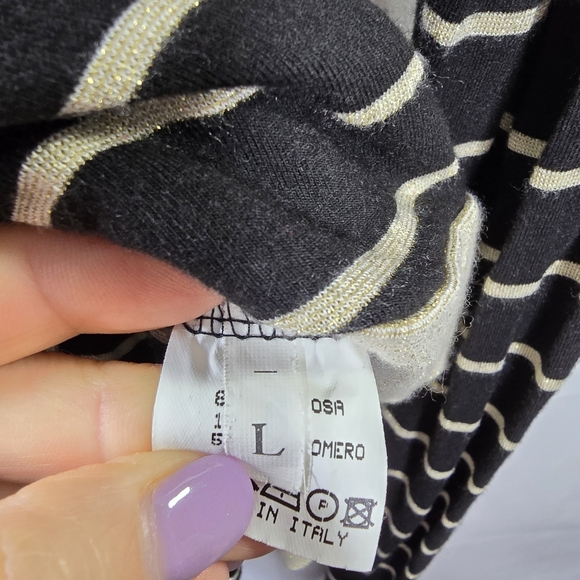 8 OSA
1
5 L OMERO
P
IN ITALY